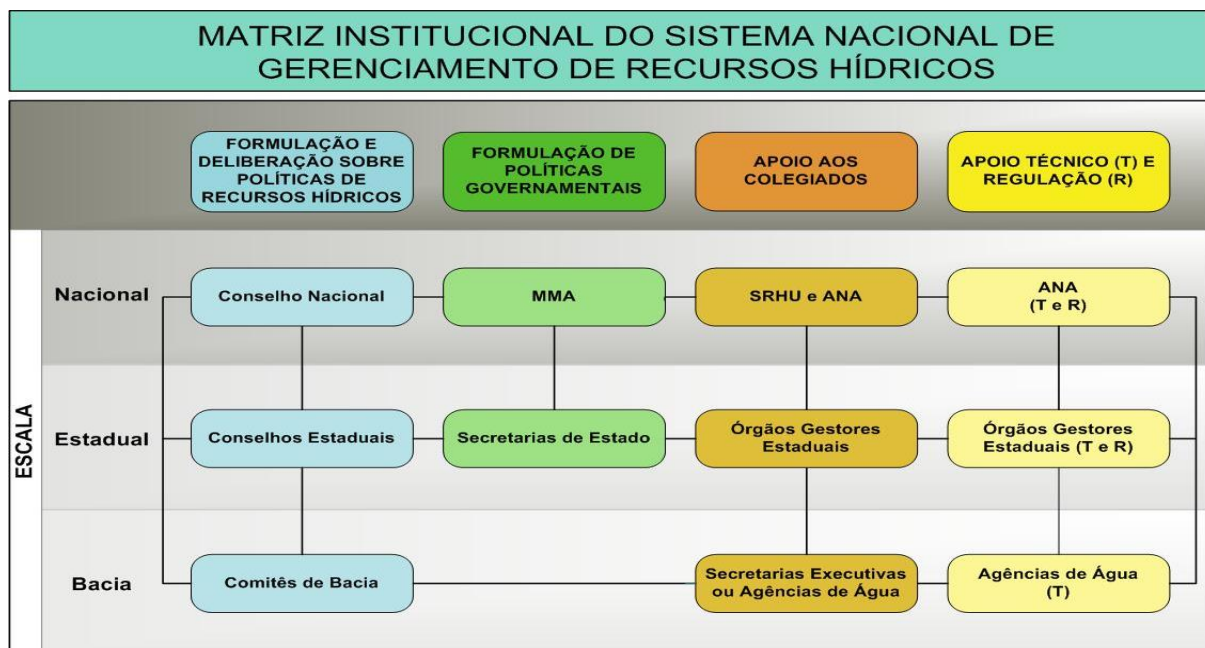 MATRIZ INSTITUCIONAL DO SISTEMA NACIONAL DE
GERENCIAMENTO DE RECURSOS HÍDRICOS
FORMULAÇÃO E
DELIBERAÇÃO SOBRE
POLÍTICAS DE
RECURSOS HÍDRICOS
FORMULAÇÃO DE
POLÍTICAS
GOVERNAMENTAIS
APOIO AOS
COLEGIADOS
APOIO TÉCNICO (T) E
REGULAÇÃO (R)
ESCALA
Nacional
Conselho Nacional
MMA
SRHU e ANA
ANA
(T e R)
Estadual
Conselhos Estaduais
Secretarias de Estado
Órgãos Gestores
Estaduais
Órgãos Gestores
Estaduais (T e R)
Bacia
Comitês de Bacia
Secretarias Executivas
ou Agências de Água
Agências de Água
(T)